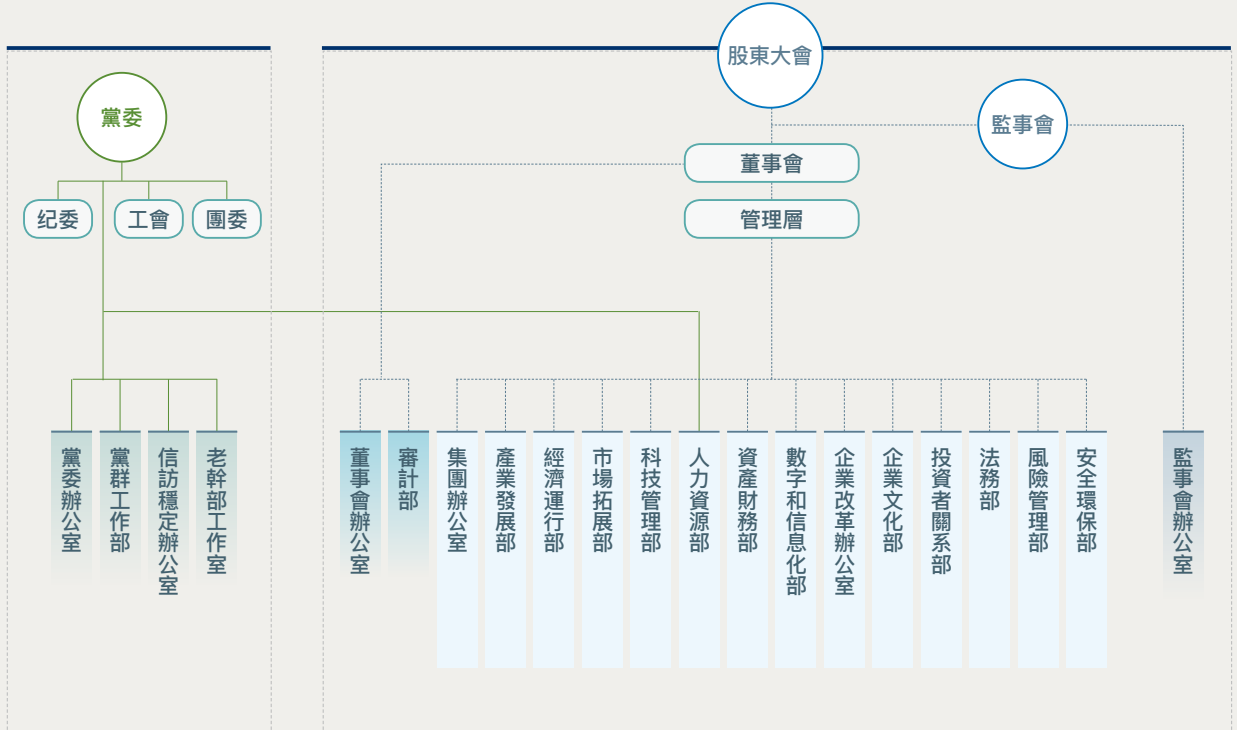 股東大會
黨委
監事會
董事會
纪委
工會
團委
管理層
黨委辦公室
黨群工作部
信訪穩定辦公室
老幹部工作室
董事會辦公室
審計部
集團辦公室
產業發展部
經濟運行部
市場拓展部
科技管理部
人力資源部
資產財務部
數字和信息化部
企業改革辦公室
企業文化部
投資者關系部
法務部
風險管理部
安全環保部
監事會辦公室